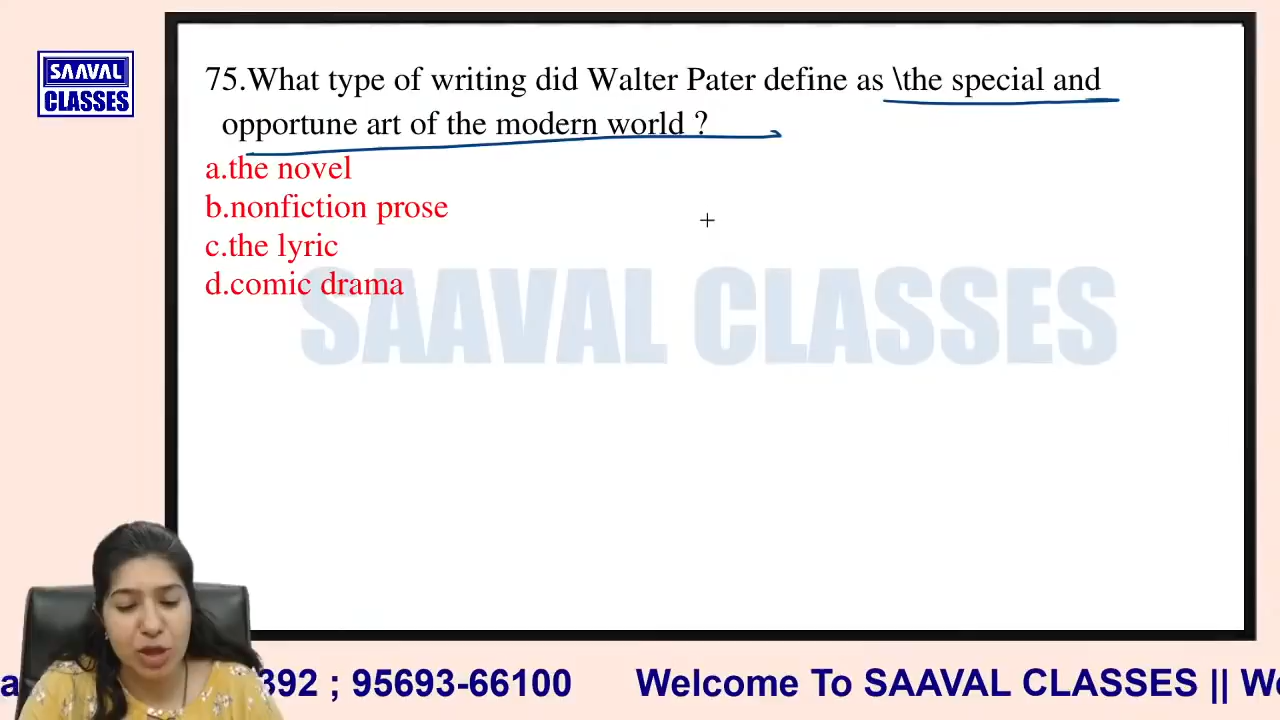 SAAVAL
CLASSES
75.What type of writing did Walter Pater define as \the special and
opportune art of the modern world ?
a.the novel
b.nonfiction prose
c.the lyric
d.comic drama
SAAVAL CLASSES
392 ; 95693-66100 Welcome To SAAVAL CLASSES ||